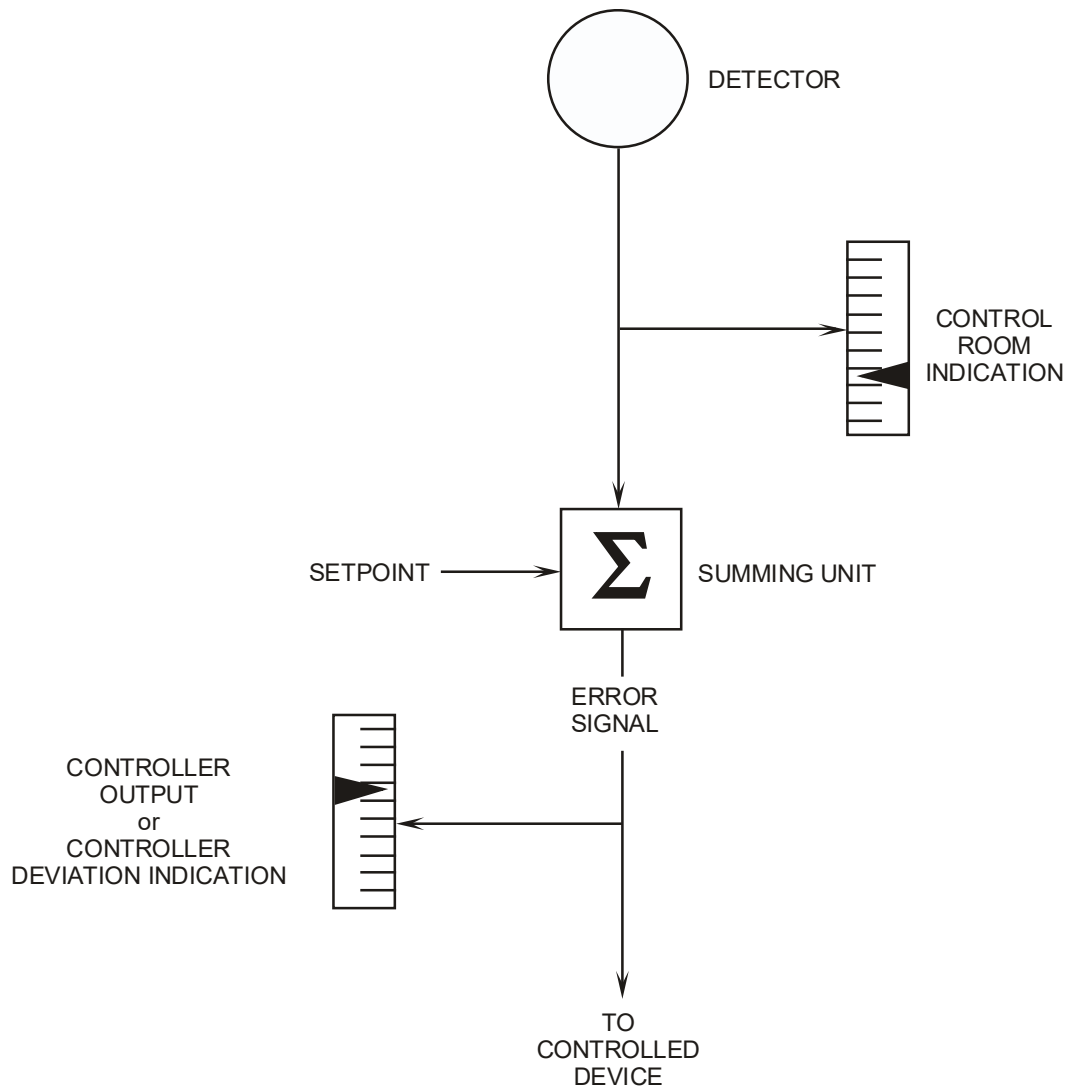 DETECTOR
CONTROL
ROOM
INDICATION
SETPOINT
Σ
SUMMING UNIT
ERROR
SIGNAL
CONTROLLER
OUTPUT
or
CONTROLLER
DEVIATION INDICATION
TO
CONTROLLED
DEVICE